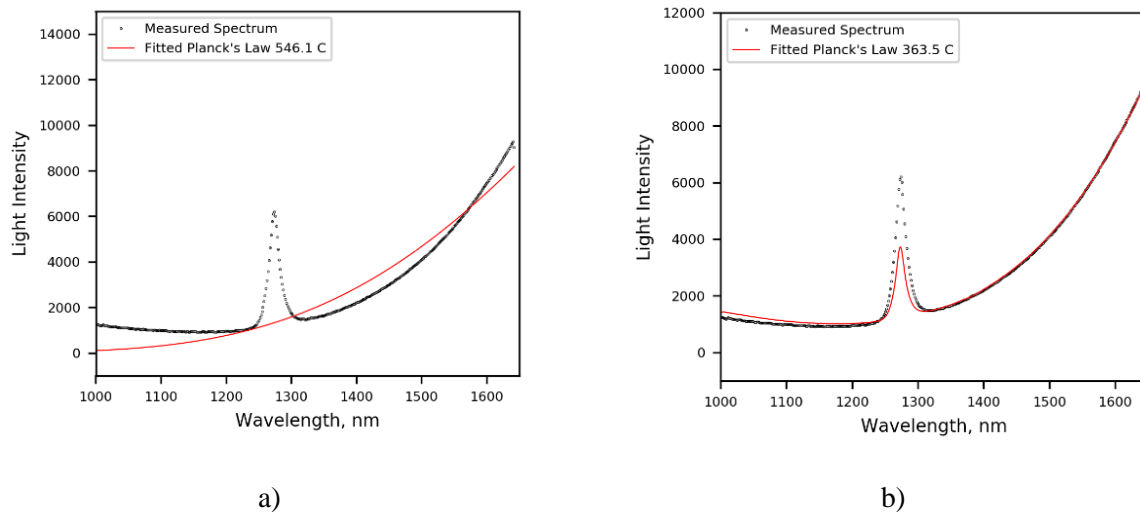 Measured Spectrum
Fitted Planck's Law 546.1 C
14000
12000
10000
8000
6000
4000
2000
0
Light Intensity
1000 1100 1200 1300 1400 1500 1600
Wavelength, nm
a)
Measured Spectrum
Fitted Planck's Law 363.5 C
12000
10000
8000
6000
4000
2000
0
Light Intensity
1000 1100 1200 1300 1400 1500 1600
Wavelength, nm
b)